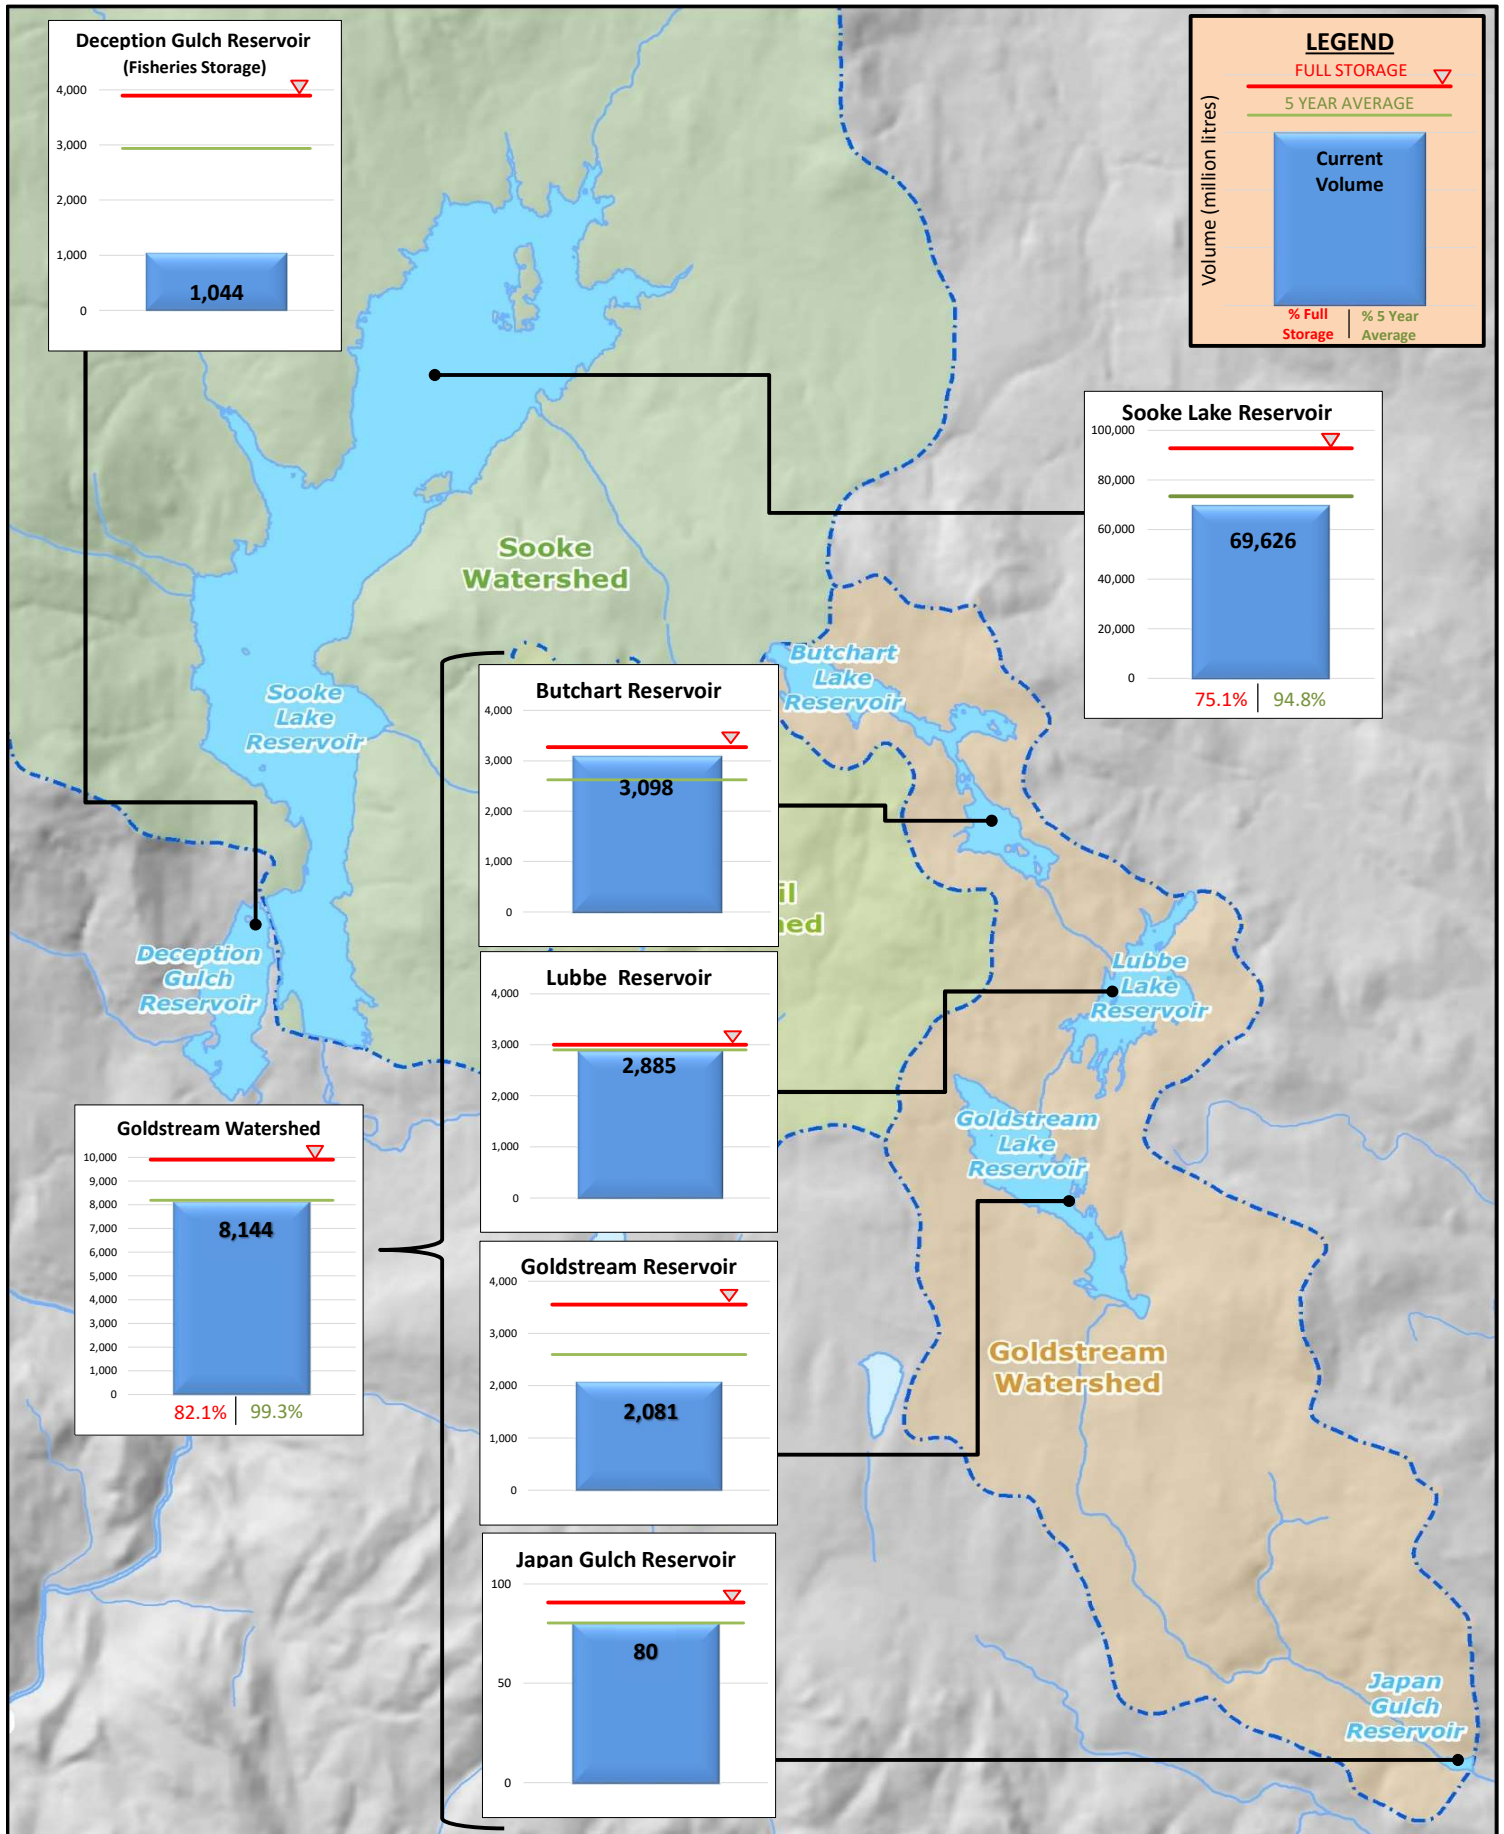 Deception Gulch Reservoir
(Fisheries Storage)
4,000
3,000
2,000
1,000
0
1,044
LEGEND
FULL STORAGE
5 YEAR AVERAGE
Volume (million litres)
Current
Volume
% Full
Storage
% 5 Year
Average
Sooke Lake Reservoir
100,000
80,000
60,000
40,000
20,000
0
69,626
75.1%
94.8%
Sooke
Watershed
Sooke
Lake
Reservoir
Butchart
Lake
Reservoir
Butchart Reservoir
4,000
3,000
2,000
1,000
0
3,098
il
ed
Deception
Gulch
Reservoir
Lubbe Reservoir
4,000
3,000
2,000
1,000
0
2,885
Lubbe
Lake
Reservoir
Goldstream
Lake
Reservoir
Goldstream Watershed
10,000
9,000
8,000
7,000
6,000
5,000
4,000
3,000
2,000
1,000
0
8,144
82.1%
99.3%
Goldstream Reservoir
4,000
3,000
2,000
1,000
0
2,081
Goldstream
Watershed
Japan Gulch Reservoir
100
50
0
80
Japan
Gulch
Reservoir